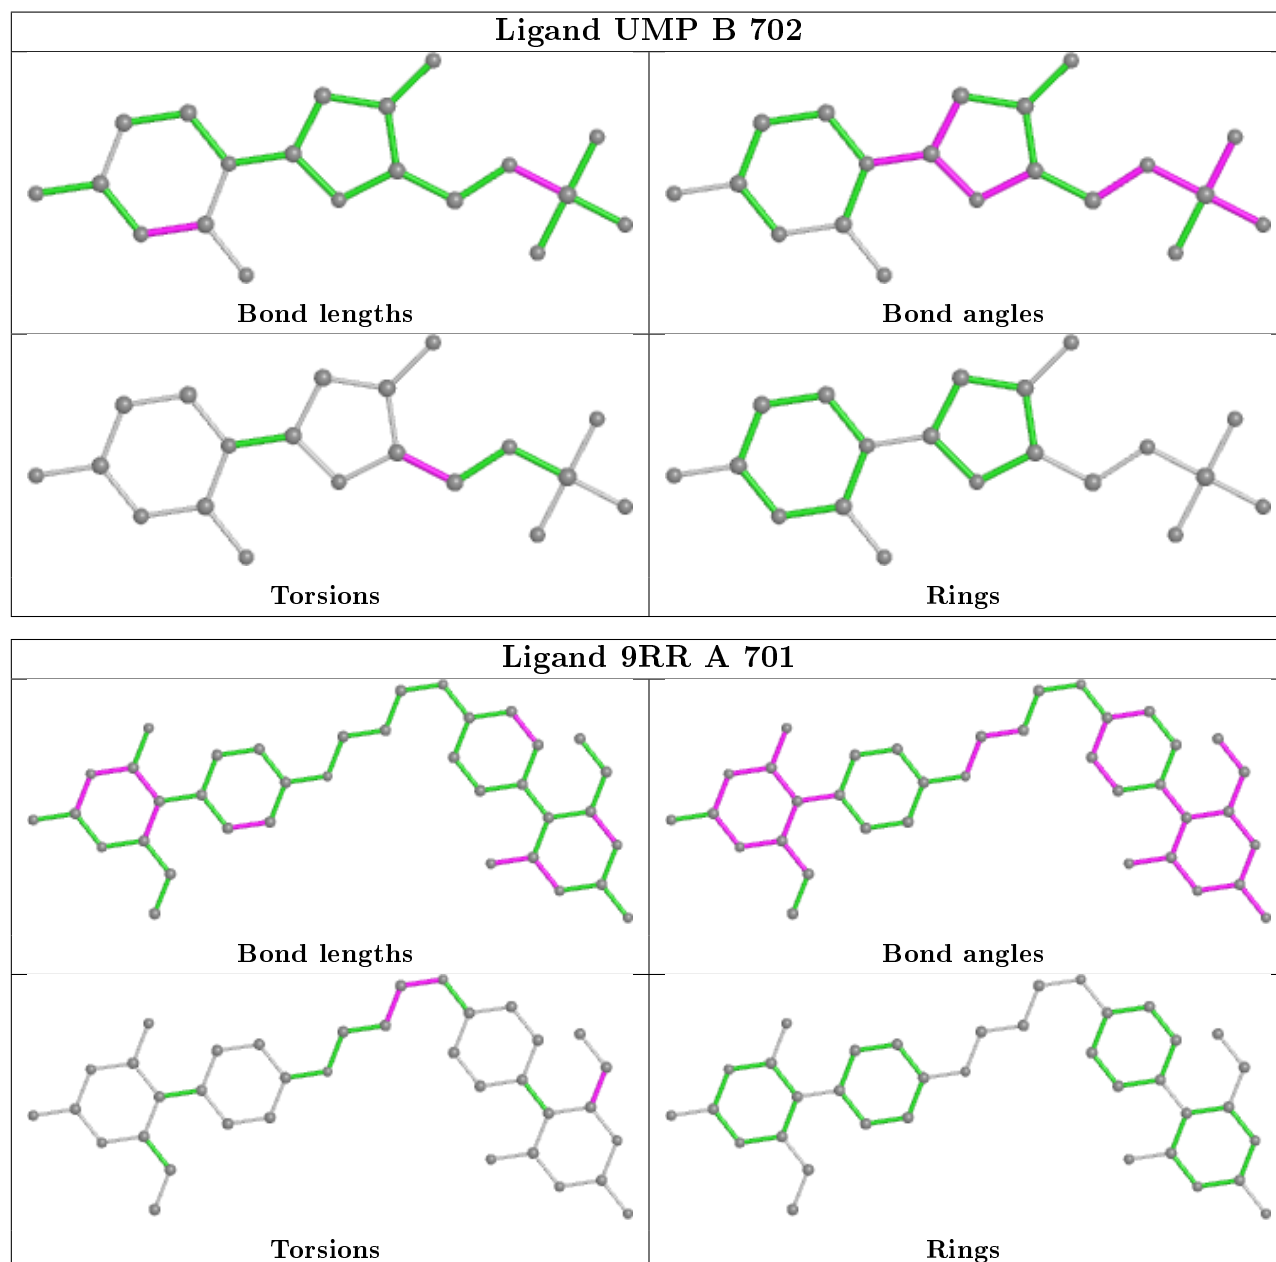 Ligand UMP B 702
Bond lengths
Bond angles
Torsions
Rings
Ligand 9RR A 701
Bond lengths
Bond angles
Torsions
Rings